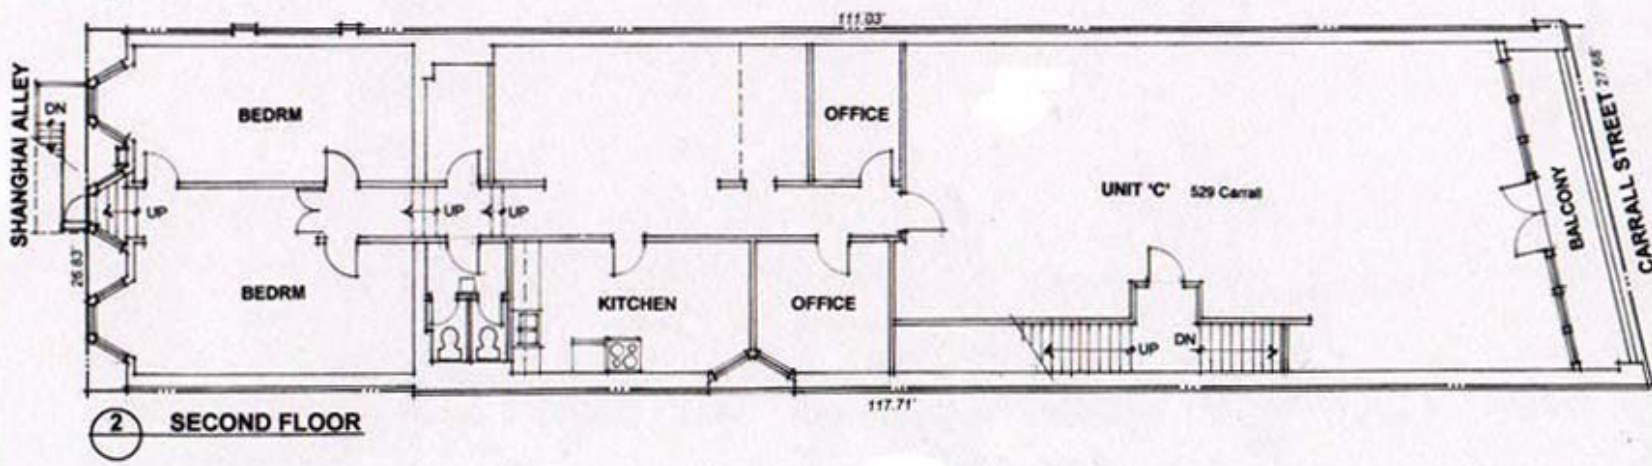 111.03'
SHANGHAI ALLEY
DN
BEDRM
OFFICE
27.68'
CARRALL STREET
UNIT 'C' 529 Carrall
BALCONY
UP
UP
UP
26.83'
BEDRM
KITCHEN
OFFICE
UP
DN
117.71'
2 SECOND FLOOR